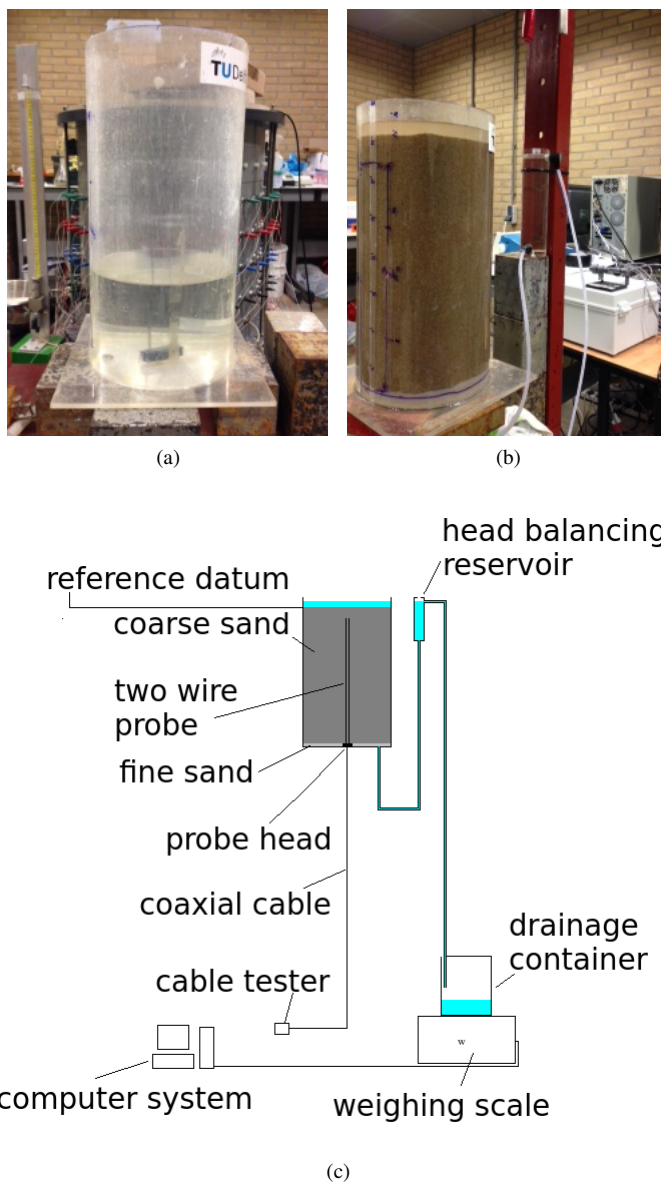 TU De
(a)
(b)
head balancing
reservoir
reference datum
coarse sand
two wire
probe
fine sand
probe head
coaxial cable
drainage
container
cable tester
w
computer system
weighing scale
(c)